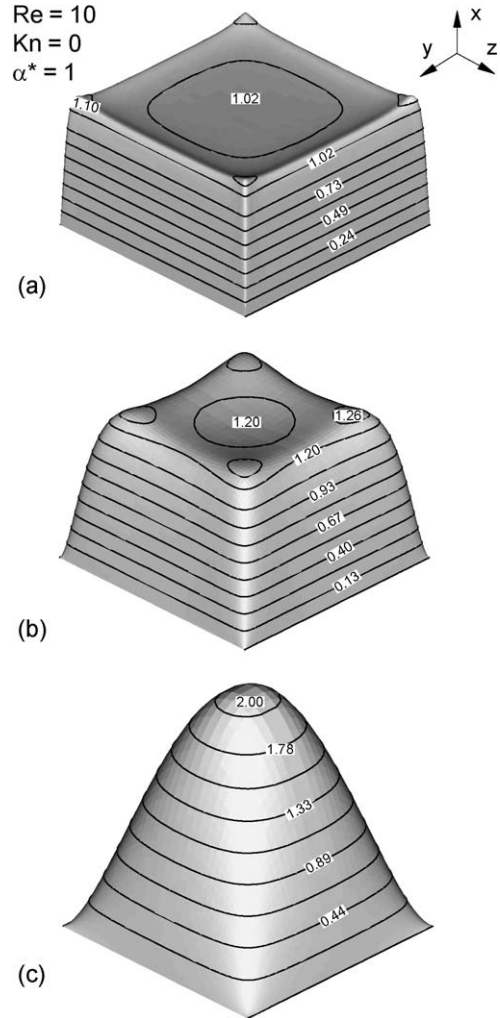 Re = 10
Kn = 0
α* = 1
x
y
z
1.02
1.10
1.02
0.73
0.49
0.24
(a)
1.20
1.26
1.20
0.93
0.67
0.40
0.13
(b)
2.00
1.78
1.33
0.89
0.44
(c)